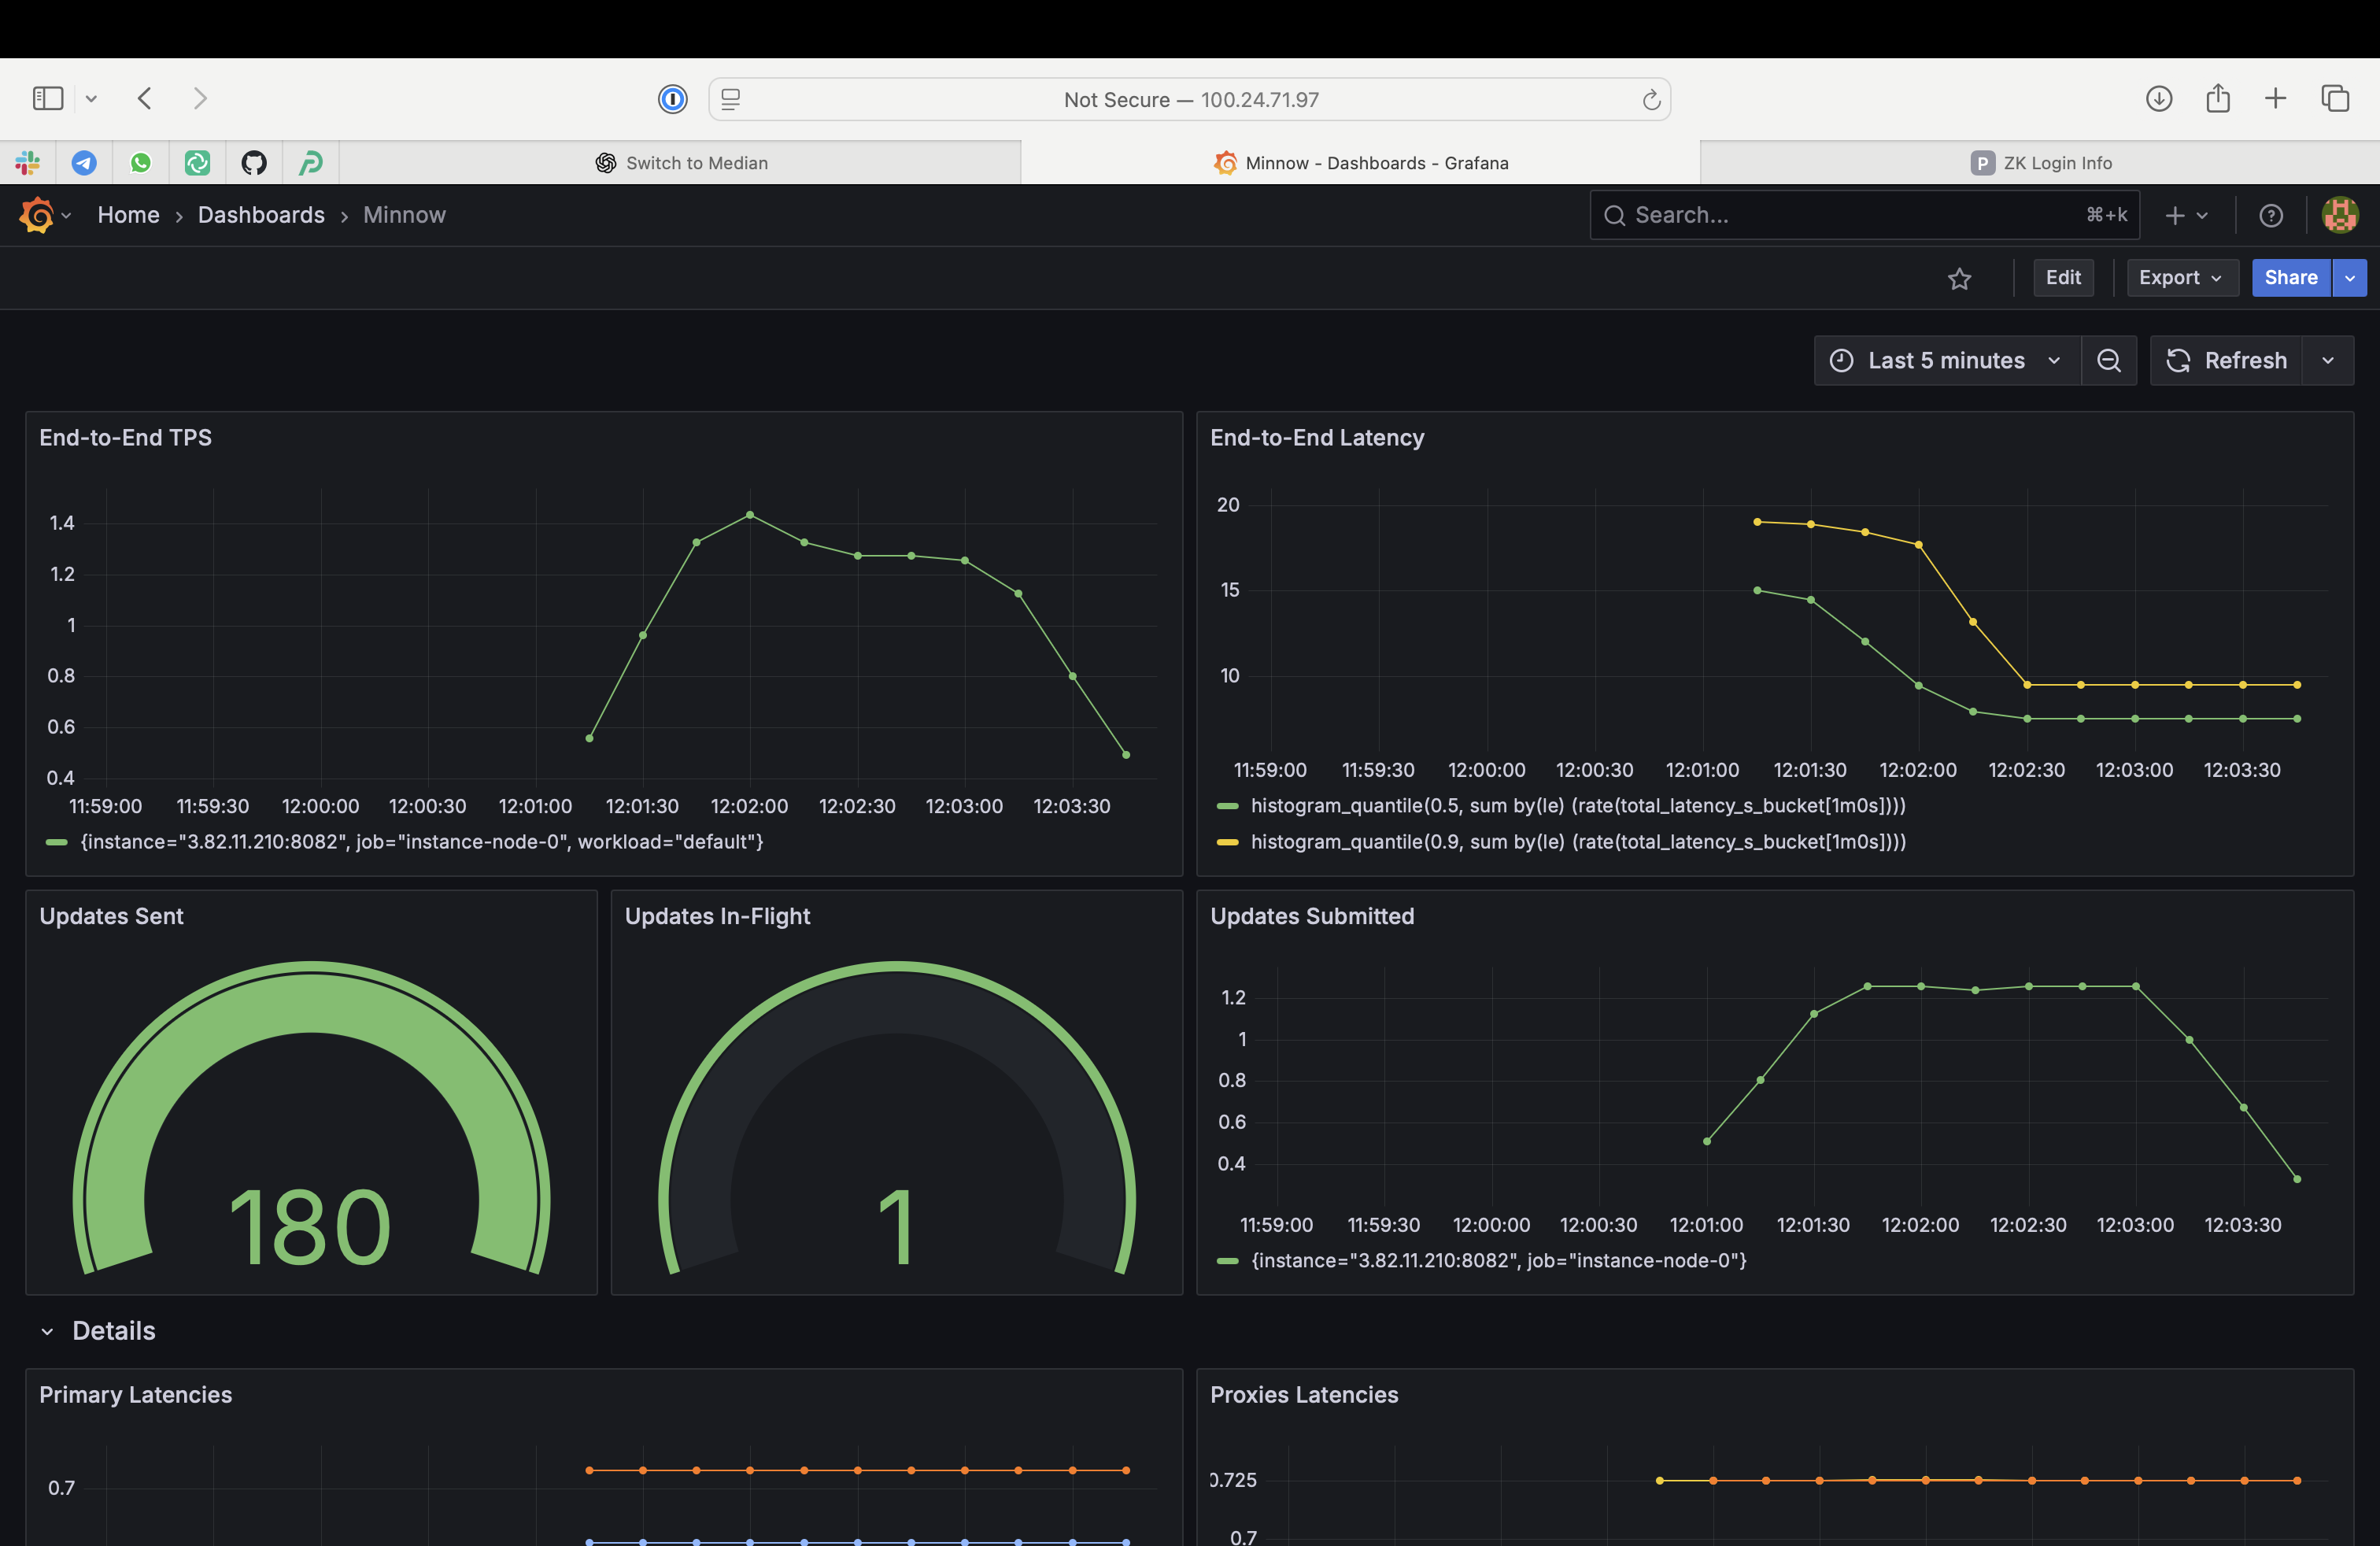 Not Secure — 100.24.71.97
Switch to Median
Minnow - Dashboards - Grafana
P ZK Login Info
Home > Dashboards > Minnow
Search...
⌘+k
Edit
Export
Share
Last 5 minutes
Refresh
End-to-End TPS
1.4
1.2
1
0.8
0.6
0.4
11:59:00 11:59:30 12:00:00 12:00:30 12:01:00 12:01:30 12:02:00 12:02:30 12:03:00 12:03:30
{instance="3.82.11.210:8082", job="instance-node-0", workload="default"}
End-to-End Latency
20
15
10
11:59:00 11:59:30 12:00:00 12:00:30 12:01:00 12:01:30 12:02:00 12:02:30 12:03:00 12:03:30
histogram_quantile(0.5, sum by(le) (rate(total_latency_s_bucket[1m0s])))
histogram_quantile(0.9, sum by(le) (rate(total_latency_s_bucket[1m0s])))
Updates Sent
180
Updates In-Flight
1
Updates Submitted
1.2
1
0.8
0.6
0.4
11:59:00 11:59:30 12:00:00 12:00:30 12:01:00 12:01:30 12:02:00 12:02:30 12:03:00 12:03:30
{instance="3.82.11.210:8082", job="instance-node-0"}
Details
Primary Latencies
0.7
Proxies Latencies
0.725
0.7